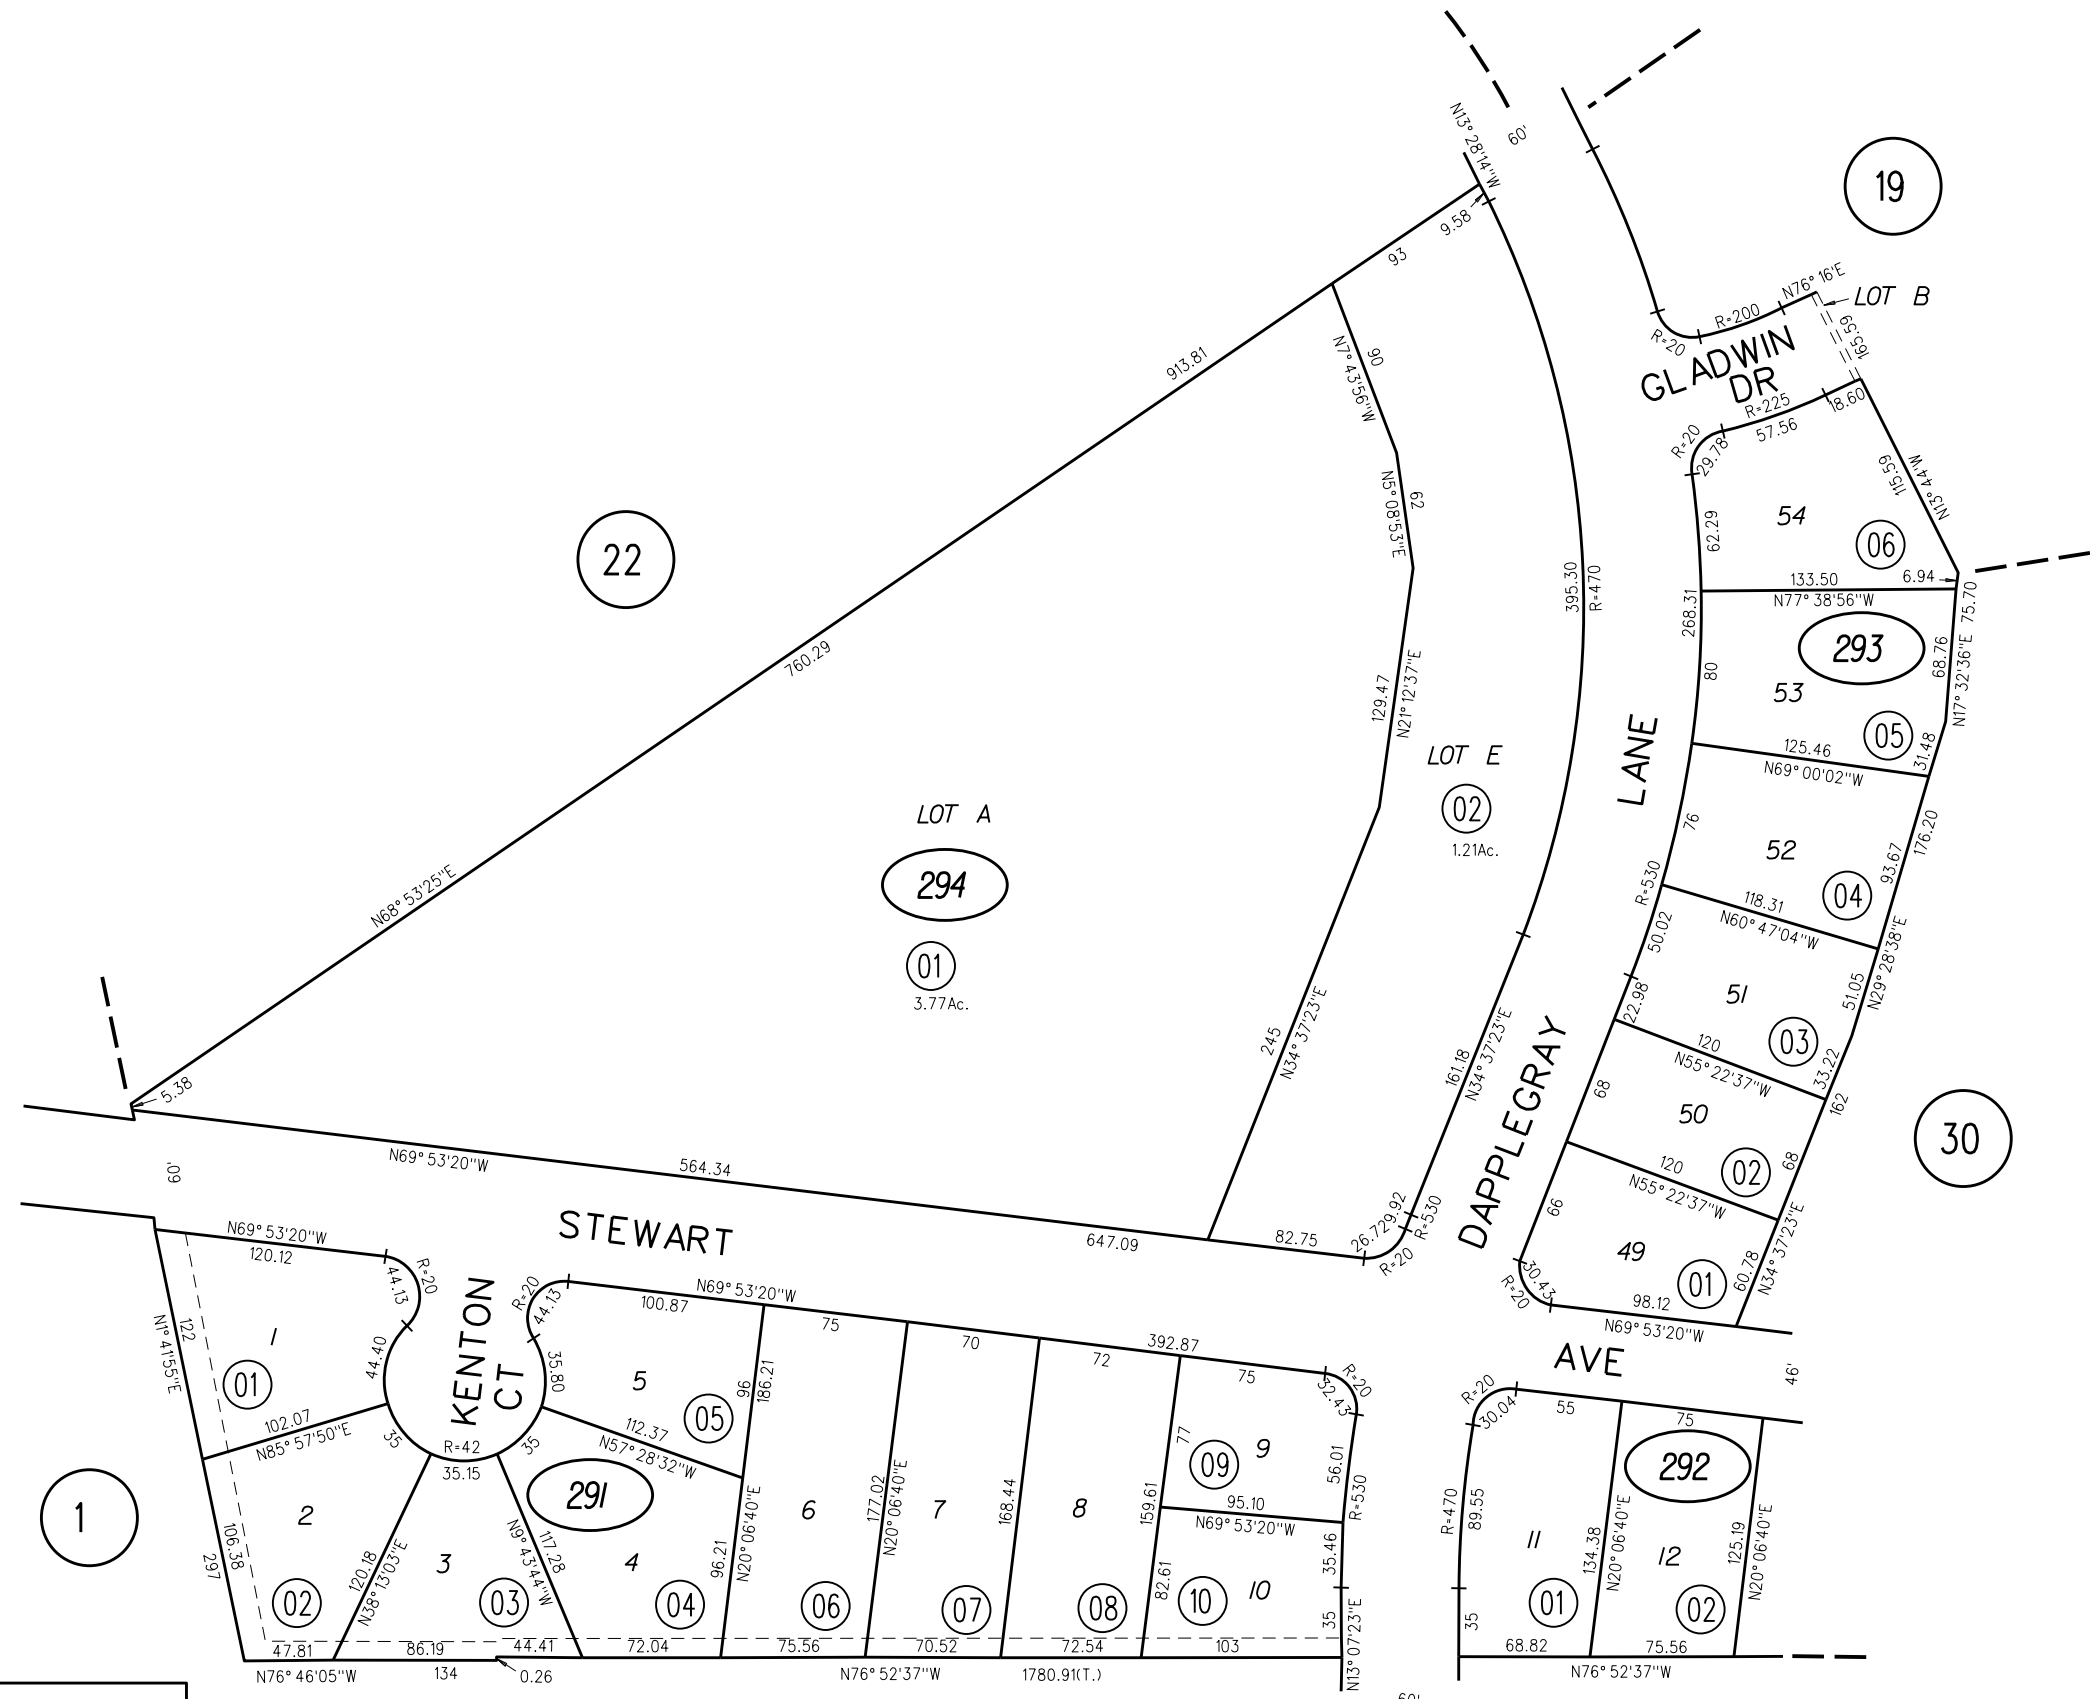 N13°28'14"W
60'
19
9.58
93
N76°16'E
LOT B
R=200
R=20
165.59
GLADWIN
DR
913.81
90
N7°43'56"W
R=225
18.60
57.56
R=20
29.78
115.59
N13°44'W
62
N5°08'53"E
54
06
62.29
22
133.50
6.94
N77°38'56"W
395.30
R=470
268.31
75.70
293
68.76
N17°32'36"E
53
80
05
760.29
129.47
N21°12'37"E
LANE
125.46
31.48
N69°00'02"W
LOT E
02
1.21Ac.
LOT A
294
01
3.77Ac.
76
52
176.20
93.67
04
R=530
118.31
N60°47'04"W
N68°53'25"E
50.02
51
22.98
51.05
N29°28'38"E
03
120
N55°22'37"W
33.22
162
245
N34°37'23"E
161.18
N34°37'23"E
DAPPLEGRAY
68
50
02
120
N55°22'37"W
68
30
5.38
60'
N69°53'20"W
564.34
66
49
01
60.78
N34°37'23"E
30.43
R=20
98.12
N69°53'20"W
STEWART
647.09
82.75
26.72
9.92
R=20
R=530
AVE
46'
N69°53'20"W
120.12
44.13
R=20
R=20
44.13
N69°53'20"W
100.87
75
70
392.87
72
75
R=20
32.43
N1°41'55"E
122
1
01
44.40
KENTON
CT
35.80
5
05
96
186.21
102.07
N85°57'50"E
35
R=42
35.15
35
112.37
N57°28'32"W
291
77
9
09
56.01
R=530
95.10
N69°53'20"W
R=20
30.04
55
75
292
1
2
02
106.38
297
120.18
N38°13'03"E
3
03
N9°43'44"W
117.28
4
04
96.21
N20°06'40"E
6
06
177.02
N20°06'40"E
7
07
168.44
8
08
159.61
82.61
10
10
35.46
35
N13°07'23"E
R=470
89.55
35
11
01
134.38
N20°06'40"E
12
02
125.19
N20°06'40"E
47.81
86.19
44.41
72.04
75.56
70.52
72.54
103
68.82
75.56
N76°46'05"W
134
0.26
N76°52'37"W
1780.91(T.)
N76°52'37"W